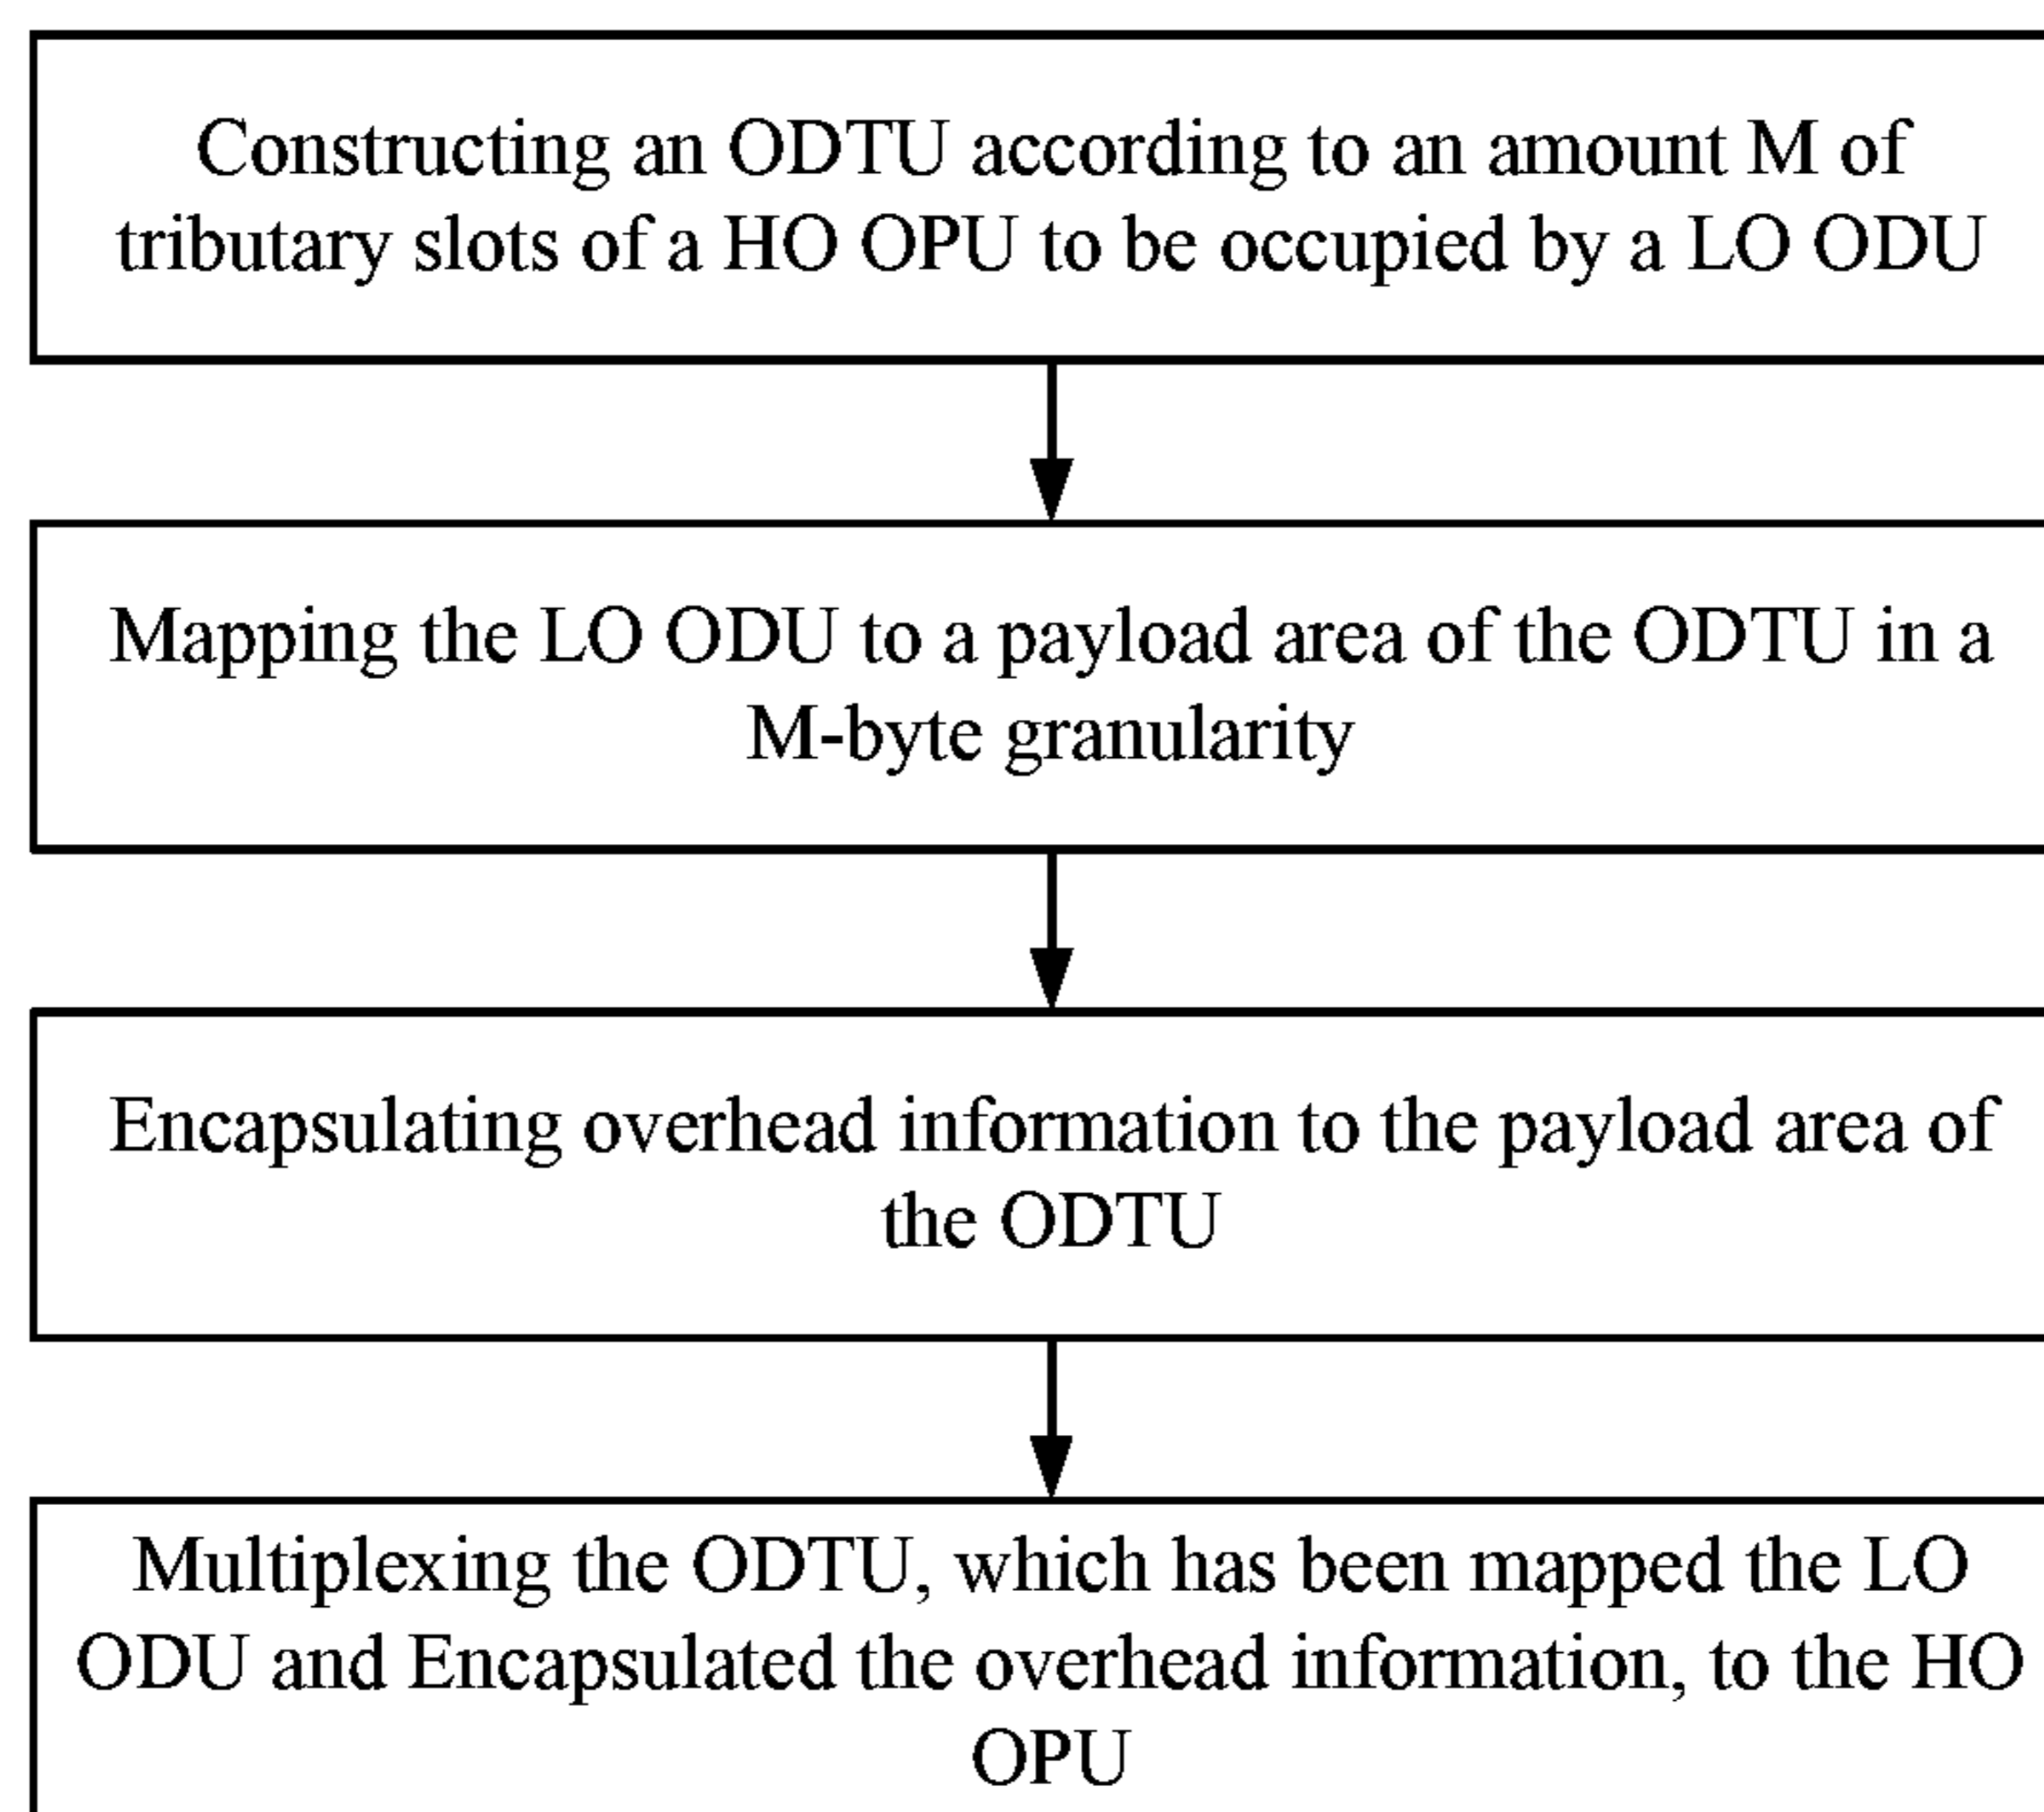 Constructing an ODTU according to an amount M of
tributary slots of a HO OPU to be occupied by a LO ODU
Mapping the LO ODU to a payload area of the ODTU in a
M-byte granularity
Encapsulating overhead information to the payload area of
the ODTU
Multiplexing the ODTU, which has been mapped the LO
ODU and Encapsulated the overhead information, to the HO
OPU